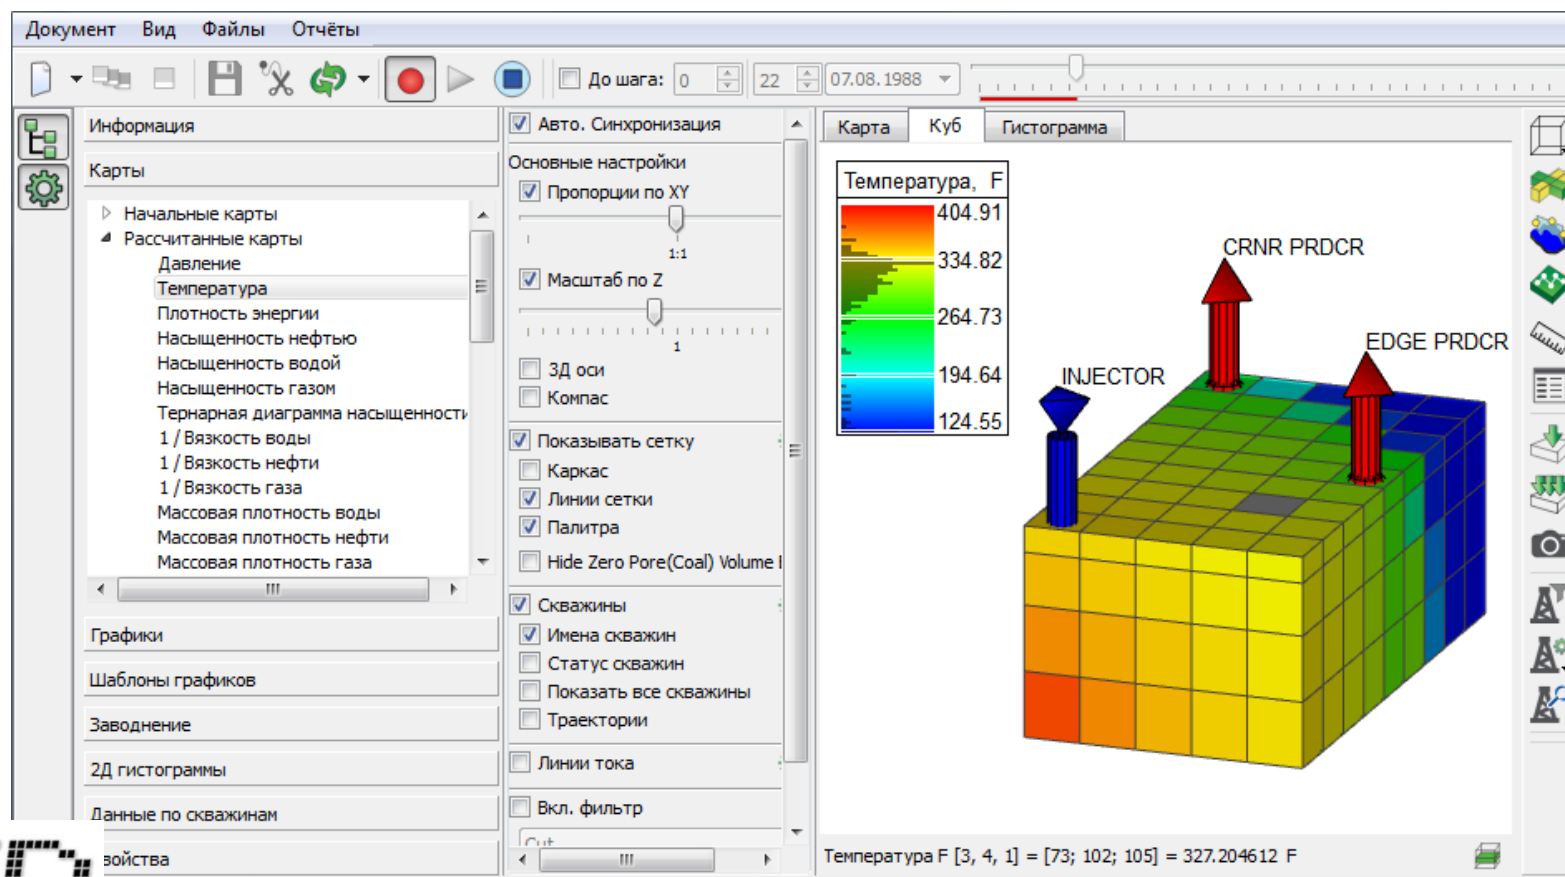 Документ Вид Файлы Отчёты
До шага: 0 22 07.08.1988
Информация
Карты
Начальные карты
Рассчитанные карты
Давление
Температура
Плотность энергии
Насыщенность нефтью
Насыщенность водой
Насыщенность газом
Тернарная диаграмма насыщенности
1 / Вязкость воды
1 / Вязкость нефти
1 / Вязкость газа
Массовая плотность воды
Массовая плотность нефти
Массовая плотность газа
Графики
Шаблоны графиков
Заводнение
2Д гистограммы
Данные по скважинам
войства
Авто. Синхронизация
Основные настройки
Пропорции по XY
1:1
Масштаб по Z
1
3Д оси
Компас
Показывать сетку
Каркас
Линии сетки
Палитра
Hide Zero Pore(Coal) Volume
Скважины
Имена скважин
Статус скважин
Показать все скважины
Траектории
Линии тока
Вкл. фильтр
Cut
Карта Куб Гистограмма
Температура, F
404.91
334.82
264.73
194.64
124.55
CRNR PRDCR
EDGE PRDCR
INJECTOR
Температура F [3, 4, 1] = [73; 102; 105] = 327.204612 F